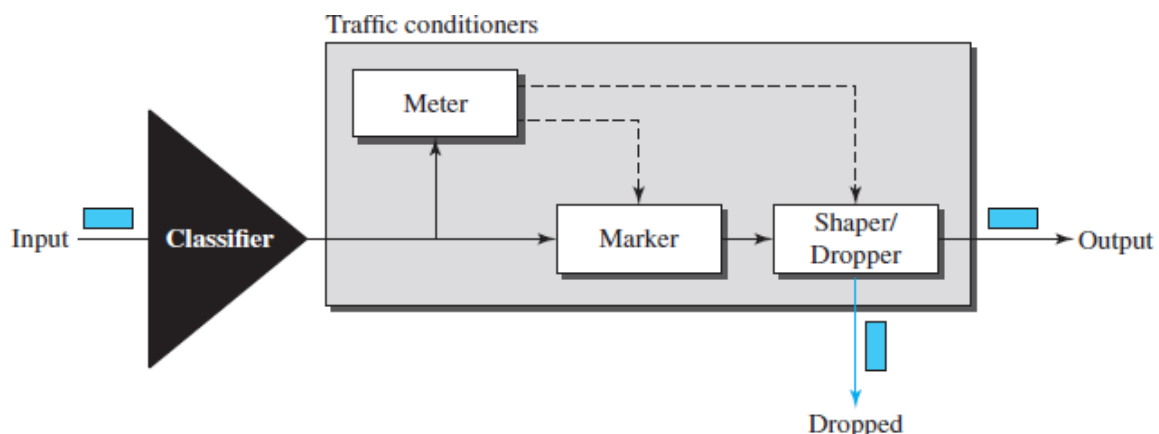 Traffic conditioners
Meter
Input
Classifier
Marker
Shaper/
Dropper
Output
Dropped